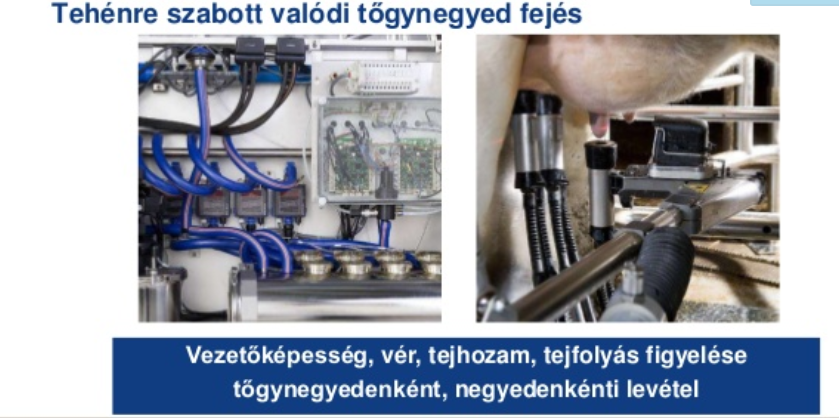 Tehénre szabott valódi tőgynegyed fejés
Vezetőképesség, vér, tejhozam, tejfolyás figyelése
tőgynegyedenként, negyedenkénti levétel